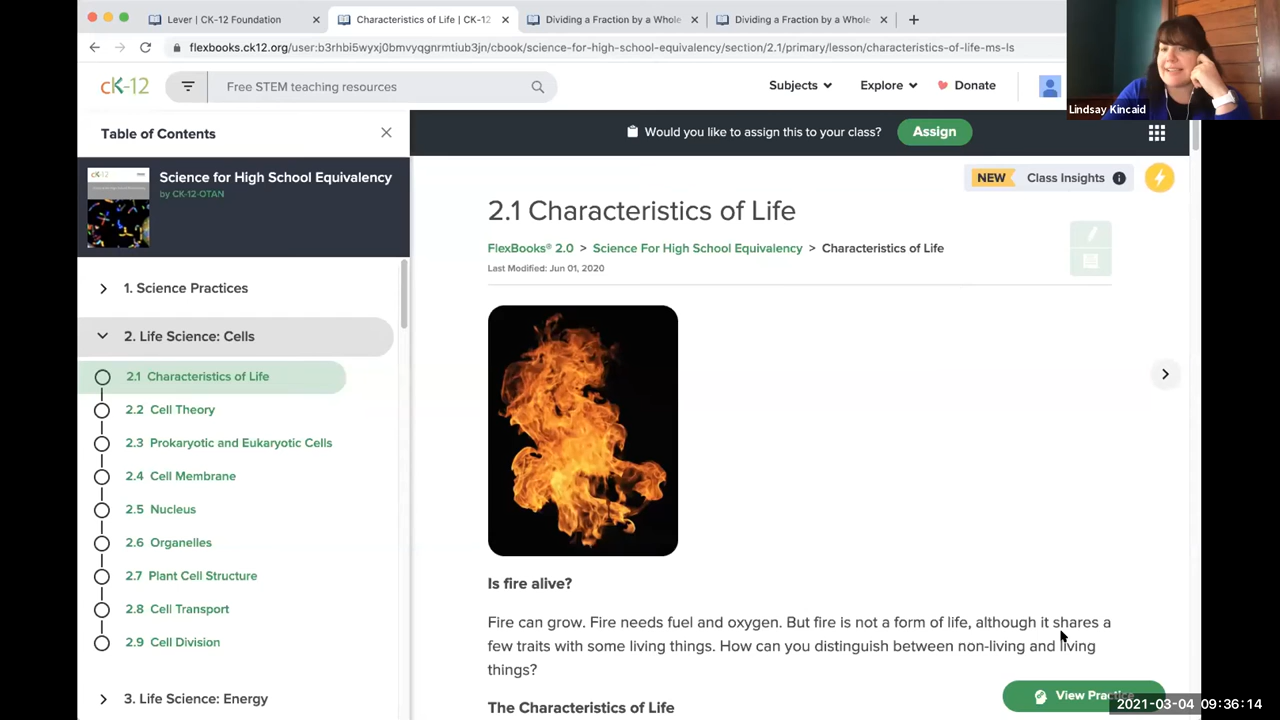 Lever | CK-12 Foundation
Characteristics of Life | CK-12
Dividing a Fraction by a Whole
Dividing a Fraction by a Whole
flexbooks.ck12.org/user:b3rhbi5wyxj0bmvyqgnrmtiub3jn/cbook/science-for-high-school-equivalency/section/2.1/primary/lesson/characteristics-of-life-ms-ls
Lindsay Kincaid
cK-12
Free STEM teaching resources
Subjects
Explore
Donate
Table of Contents
Would you like to assign this to your class?
Assign
Science for High School Equivalency
by CK-12-OTAN
NEW Class Insights
2.1 Characteristics of Life
FlexBooks® 2.0 > Science For High School Equivalency > Characteristics of Life
Last Modified: Jun 01, 2020
1. Science Practices
2. Life Science: Cells
2.1 Characteristics of Life
2.2 Cell Theory
2.3 Prokaryotic and Eukaryotic Cells
2.4 Cell Membrane
2.5 Nucleus
2.6 Organelles
2.7 Plant Cell Structure
2.8 Cell Transport
2.9 Cell Division
3. Life Science: Energy
Is fire alive?
Fire can grow. Fire needs fuel and oxygen. But fire is not a form of life, although it shares a
few traits with some living things. How can you distinguish between non-living and living
things?
View Practice
The Characteristics of Life
2021-03-04 09:36:14